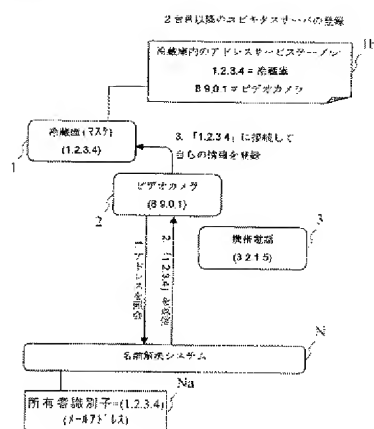 2台目以降のユビキタスサーバの登録
冷蔵庫内のアドレスサービステーブル
1.2.3.4 = 冷蔵庫
8.9.0.1 = ビデオカメラ
1b
冷蔵庫(マスタ)
(1.2.3.4)
1
3. 「1.2.3.4」に接続して
自らの情報を登録
ビデオカメラ
(8.9.0.1)
2
携帯電話
(3.2.1.5)
3
1. アドレスを照会
2. 「1.2.3.4」を返答
名前解決システム
N
所有者識別子=(1.2.3.4)
(メールアドレス)
Na